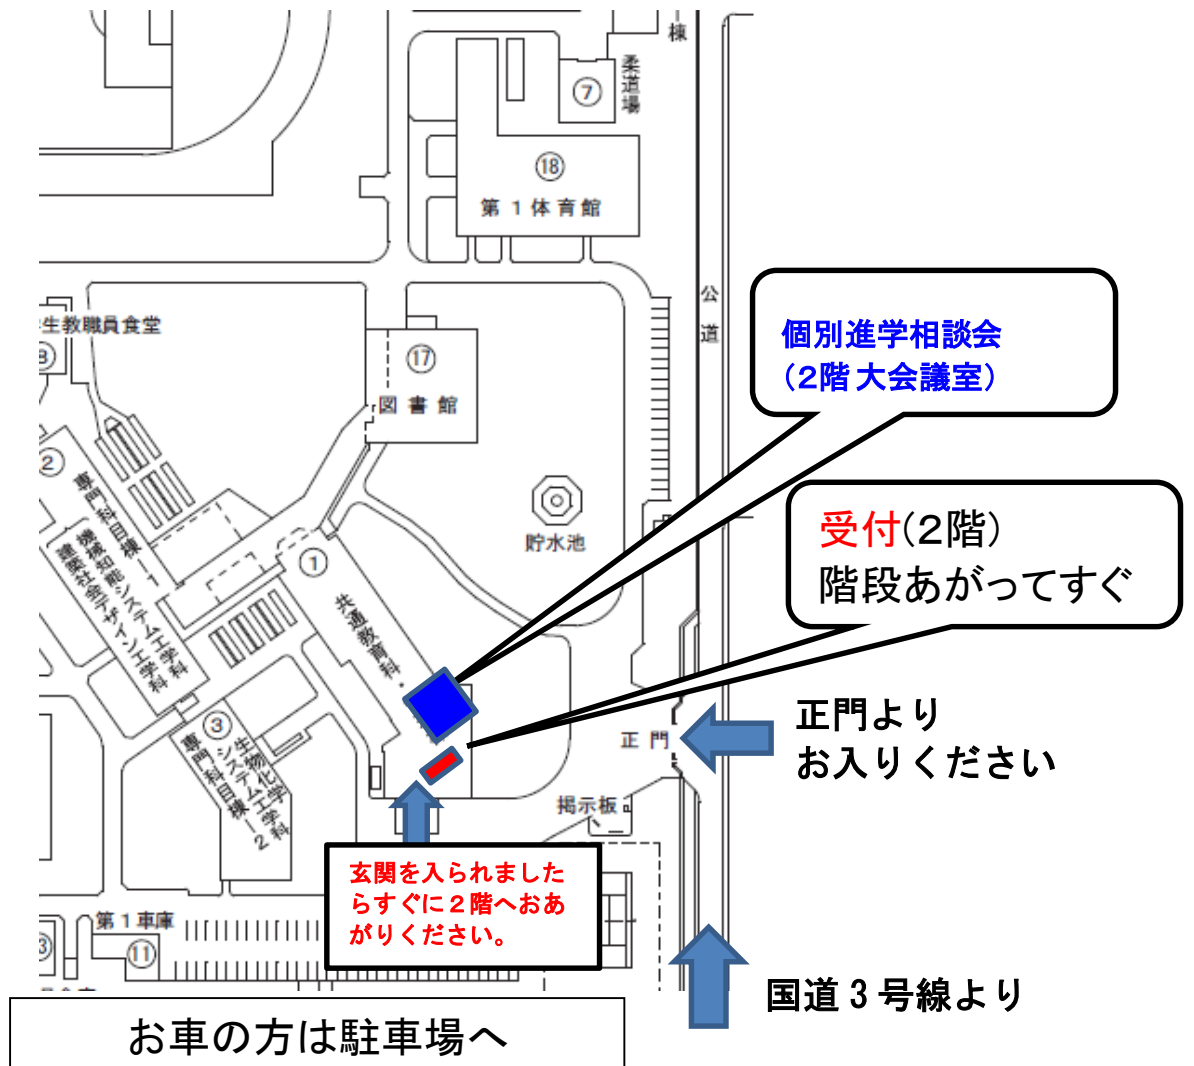 棟
柔道場
⑦
⑱
第１体育館
公道
個別進学相談会
（2階 大会議室）
生教職員食堂
⑰
図書館
②
専門科目棟－1
機械知能システム工学科
建築社会デザイン工学科
貯水池
受付(2階)
階段あがってすぐ
①
共通教育科・
③
生物化学
システム工学科
専門科目棟－2
正門
正門より
お入りください
掲示板
玄関を入られました
らすぐに２階へおあ
がりください。
第１車庫
⑪
国道３号線より
お車の方は駐車場へ